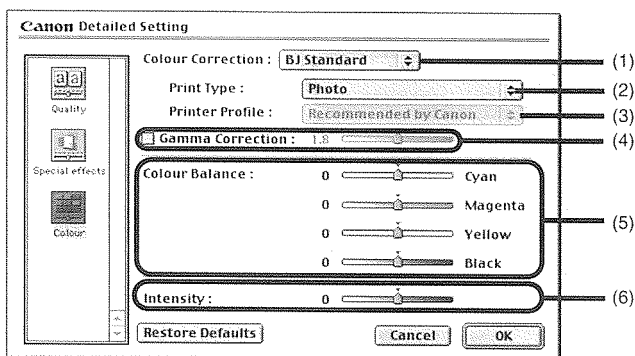 Canon Detailed Setting
Colour Correction : BJ Standard (1)
Print Type : Photo (2)
Printer Profile : Recommended by Canon (3)
Gamma Correction : 1.8 (4)
Colour Balance : 0 Cyan
0 Magenta (5)
0 Yellow
0 Black
Intensity : 0 (6)
Restore Defaults Cancel OK
aa
Quality
Special effects
Colour